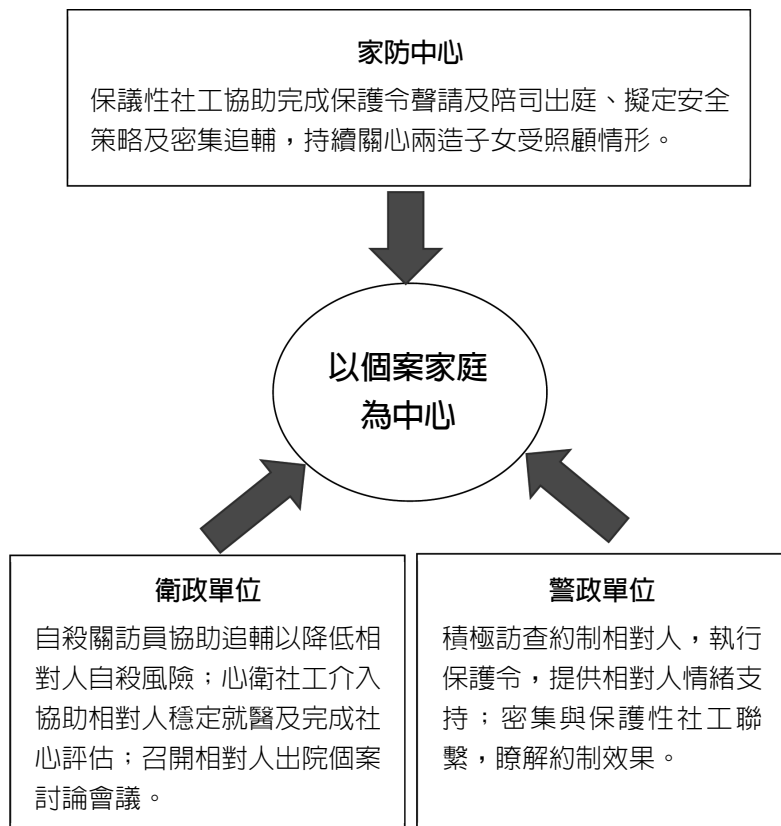 家防中心
保議性社工協助完成保護令聲請及陪司出庭、擬定安全
策略及密集追輔，持續關心兩造子女受照顧情形。
以個案家庭
為中心
衛政單位
自殺關訪員協助追輔以降低相
對人自殺風險；心衛社工介入
協助相對人穩定就醫及完成社
心評估；召開相對人出院個案
討論會議。
警政單位
積極訪查約制相對人，執行
保護令，提供相對人情緒支
持；密集與保護性社工聯
繫，瞭解約制效果。